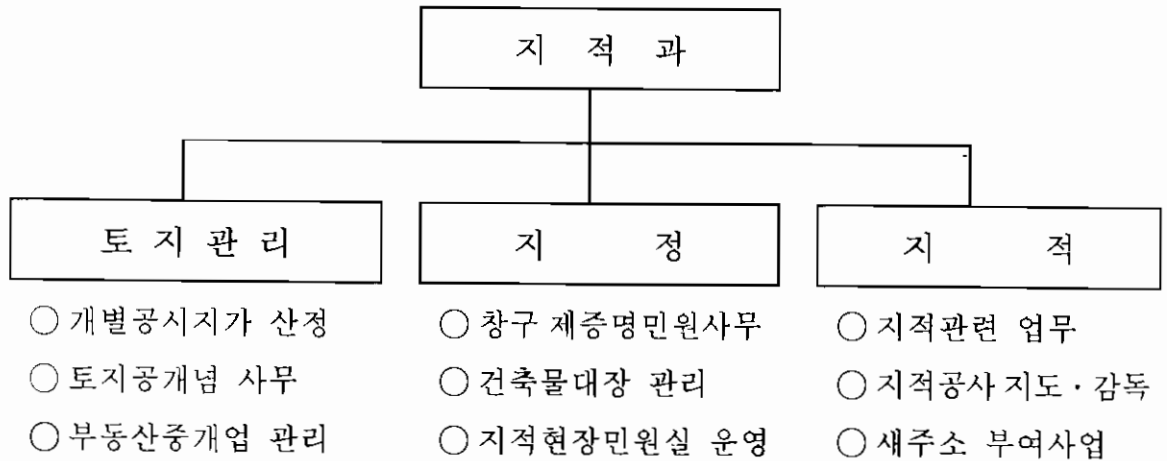 지 적 과
토 지 관 리
지 정
지 적
○ 개별공시지가 산정
○ 토지공개념 사무
○ 부동산중개업 관리
○ 창구 제증명민원사무
○ 건축물대장 관리
○ 지적현장민원실 운영
○ 지적관련 업무
○ 지적공사 지도 · 감독
○ 새주소 부여사업